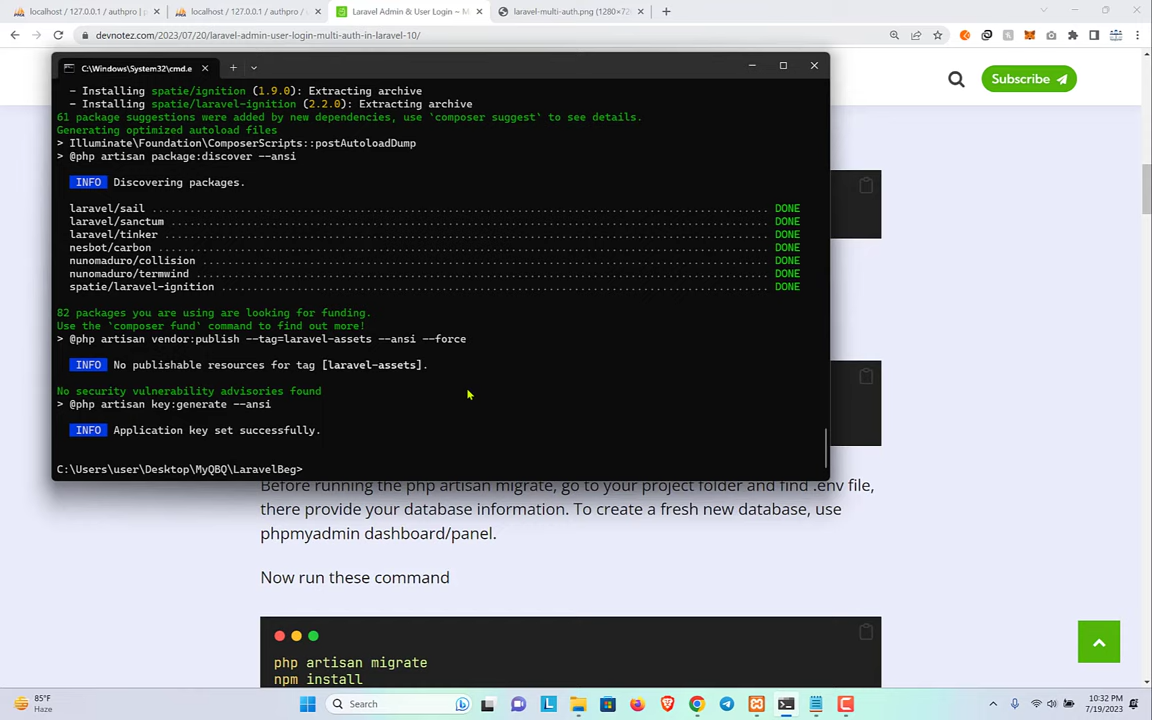 localhost / 127.0.0.1 / authpro / p
localhost / 127.0.0.1 / authpro /
Laravel Admin & User Login – M
laravel-multi-auth.png (1280×72
devnotez.com/2023/07/20/laravel-admin-user-login-multi-auth-in-laravel-10/
C:\Windows\System32\cmd.e
Subscribe
- Installing spatie/ignition (1.9.0): Extracting archive
- Installing spatie/laravel-ignition (2.2.0): Extracting archive
61 package suggestions were added by new dependencies, use `composer suggest` to see details.
Generating optimized autoload files
> Illuminate\Foundation\ComposerScripts::postAutoloadDump
> @php artisan package:discover --ansi
INFO Discovering packages.
laravel/sail ........................................................................ DONE
laravel/sanctum ..................................................................... DONE
laravel/tinker ...................................................................... DONE
nesbot/carbon ....................................................................... DONE
nunomaduro/collision ................................................................ DONE
nunomaduro/termwind ................................................................. DONE
spatie/laravel-ignition ............................................................. DONE
82 packages you are using are looking for funding.
Use the `composer fund` command to find out more!
> @php artisan vendor:publish --tag=laravel-assets --ansi --force
INFO No publishable resources for tag [laravel-assets].
No security vulnerability advisories found
> @php artisan key:generate --ansi
INFO Application key set successfully.
C:\Users\user\Desktop\MyQBQ\LaravelBeg>
Before running the php artisan migrate, go to your project folder and find .env file,
there provide your database information. To create a fresh new database, use
phpmyadmin dashboard/panel.
Now run these command
php artisan migrate
npm install
85°F
Haze
Search
10:32 PM
7/19/2023